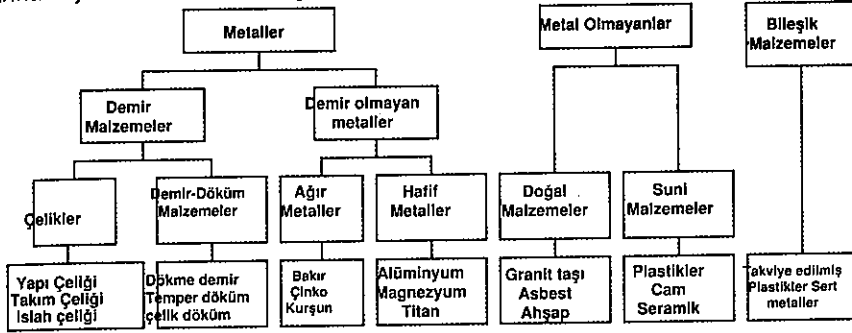 Metaller
Metal Olmayanlar
Bileşik
Malzemeler
Demir
Malzemeler
Demir olmayan
metaller
Çelikler
Demir-Döküm
Malzemeler
Ağır
Metaller
Hafif
Metaller
Doğal
Malzemeler
Suni
Malzemeler
Yapı Çeliği
Takım Çeliği
Islah çeliği
Dökme demir
Temper döküm
çelik döküm
Bakır
Çinko
Kurşun
Alüminyum
Magnezyum
Titan
Granit taşı
Asbest
Ahşap
Plastikler
Cam
Seramik
Takviye edilmiş
Plastikler Sert
metaller